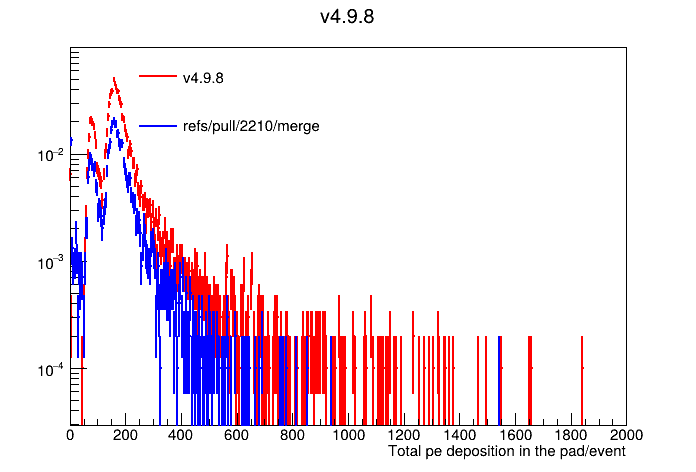 v4.9.8
v4.9.8
refs/pull/2210/merge
10⁻²
10⁻³
10⁻⁴
0 200 400 600 800 1000 1200 1400 1600 1800 2000
Total pe deposition in the pad/event